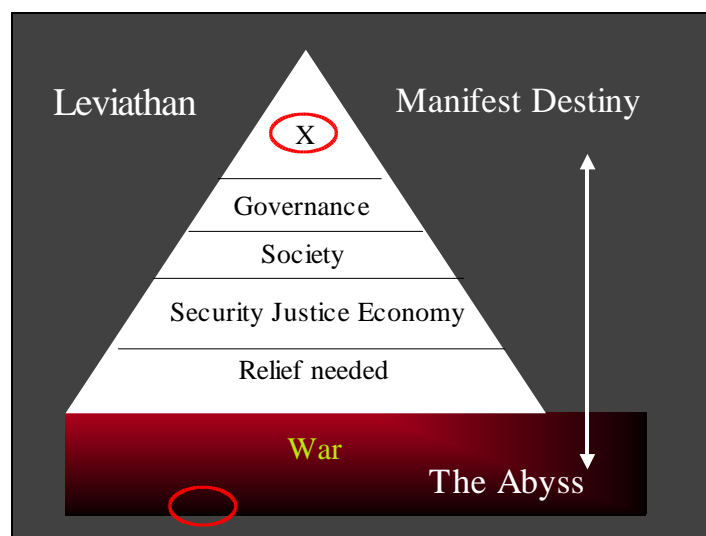 Leviathan
Manifest Destiny
X
Governance
Society
Security Justice Economy
Relief needed
War
The Abyss